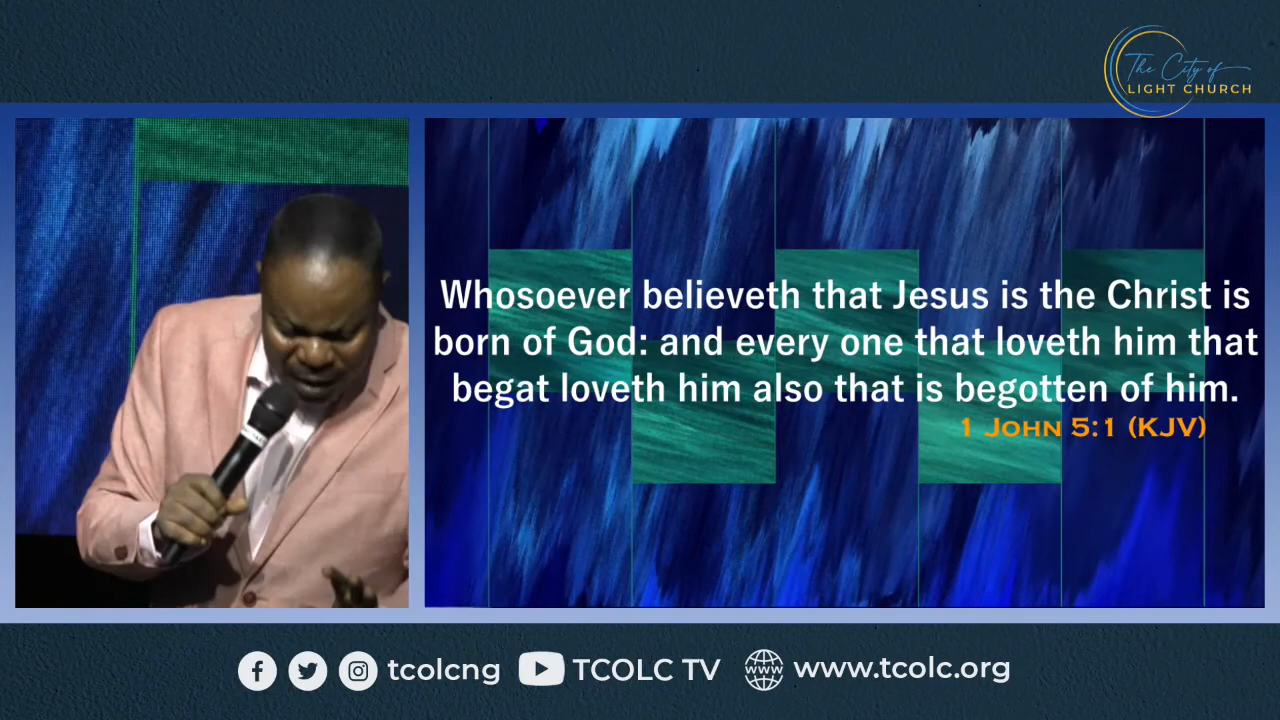 The City of
LIGHT CHURCH
Whosoever believeth that Jesus is the Christ is
born of God: and every one that loveth him that
begat loveth him also that is begotten of him.
1 John 5:1 (KJV)
tcolcng TCOLC TV www www.tcolc.org